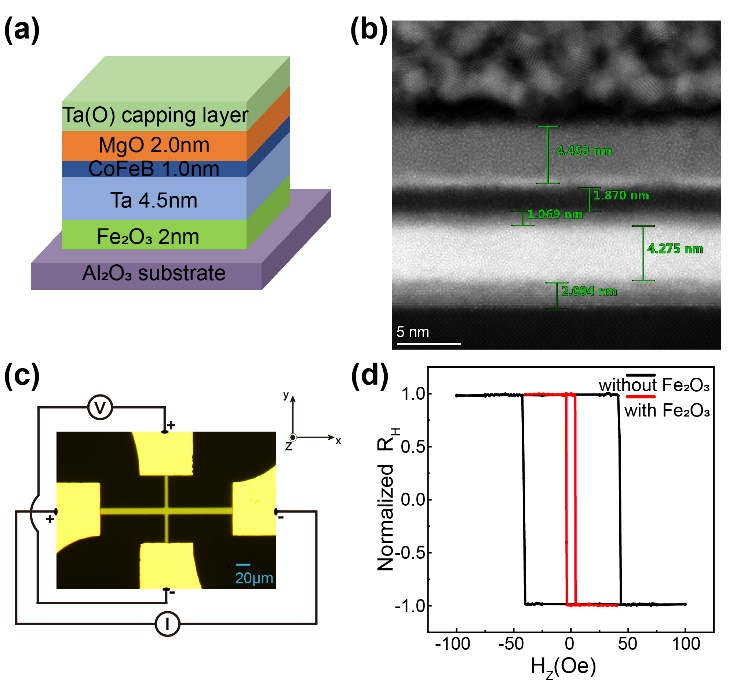 (a)
Ta(O) capping layer
MgO 2.0nm
CoFeB 1.0nm
Ta 4.5nm
Fe₂O₃ 2nm
Al₂O₃ substrate
(b)
4.453 nm
1.870 nm
1.069 nm
4.275 nm
2.004 nm
5 nm
(c)
V
+
y
z
x
+
-
20μm
-
I
(d)
without Fe₂O₃
with Fe₂O₃
Normalized R_H
1.0
0.5
0.0
-0.5
-1.0
-100 -50 0 50 100
H_Z(Oe)